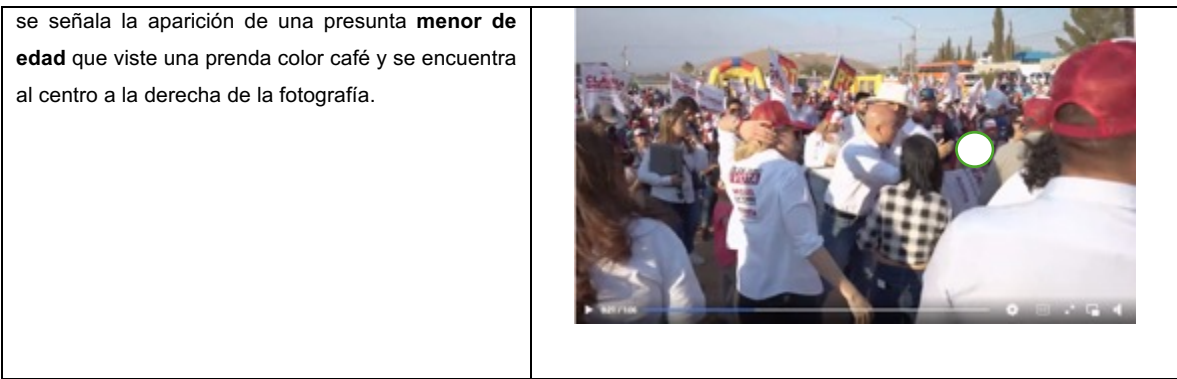 se señala la aparición de una presunta menor de
edad que viste una prenda color café y se encuentra
al centro a la derecha de la fotografía.